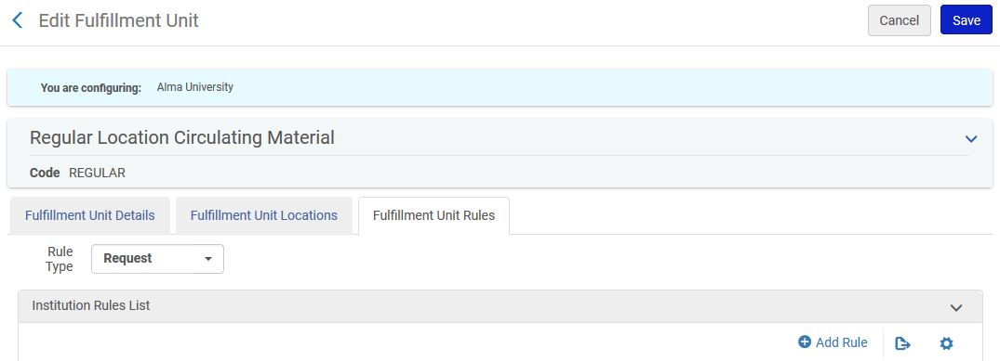 Edit Fulfillment Unit
Cancel
Save
You are configuring: Alma University
Regular Location Circulating Material
Code REGULAR
Fulfillment Unit Details
Fulfillment Unit Locations
Fulfillment Unit Rules
Rule
Type
Request
Institution Rules List
Add Rule